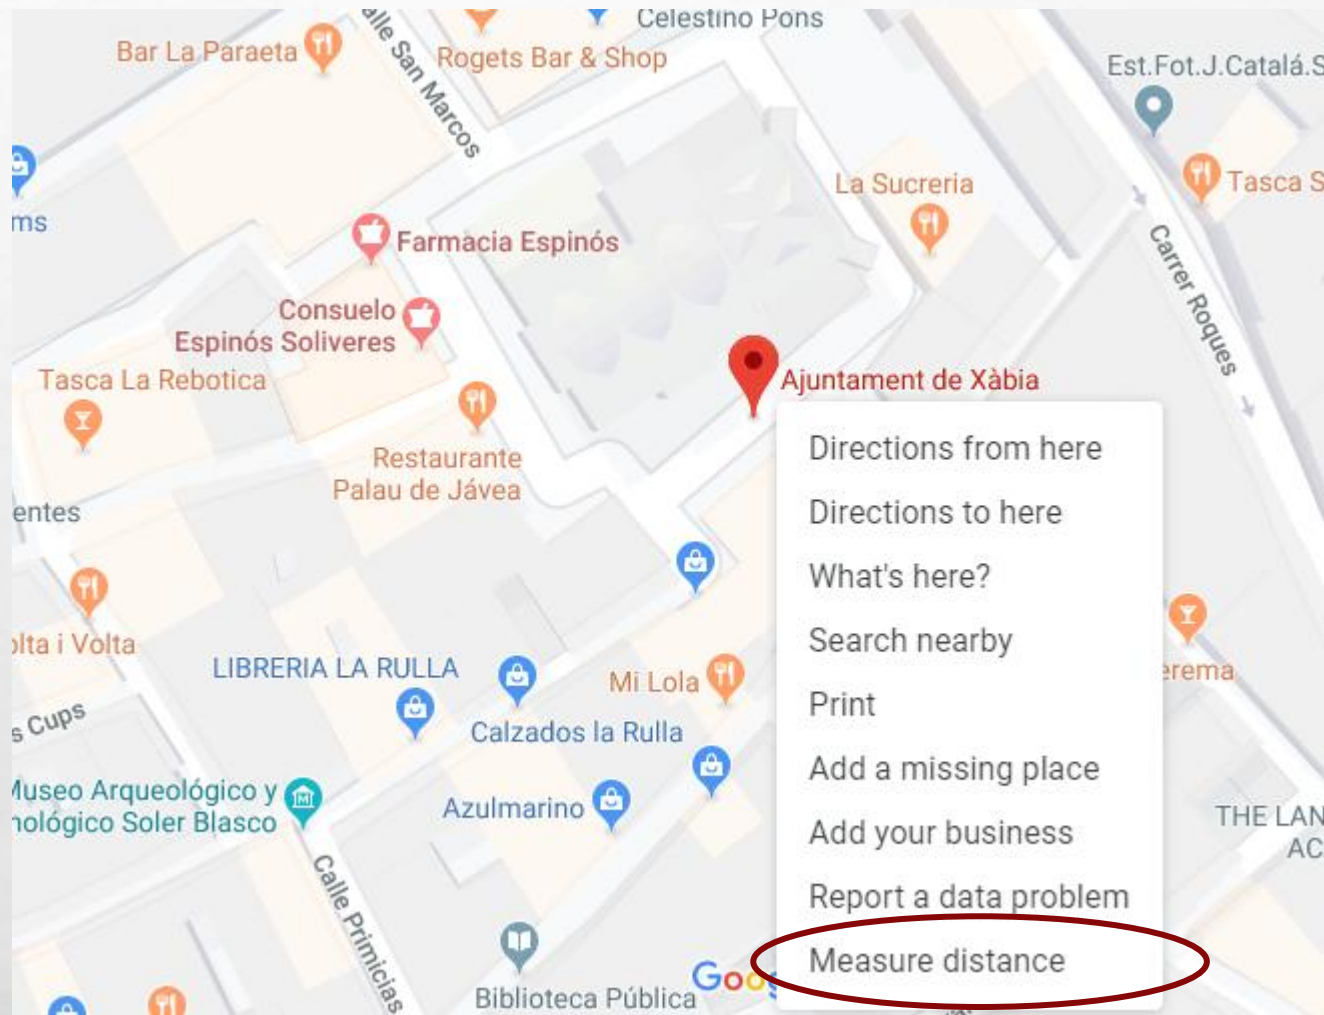 Celestino Pons
Calle San Marcos
Bar La Paraeta
Rogets Bar & Shop
Est.Fot.J.Catalá.S
La Sucreria
Tasca S
ms
Farmacia Espinós
Carrer Roques
Consuelo
Espinós Soliveres
Tasca La Rebotica
Ajuntament de Xàbia
Restaurante
Palau de Jávea
entes
olta i Volta
LIBRERIA LA RULLA
Mi Lola
Calzados la Rulla
s Cups
Museo Arqueológico y
nológico Soler Blasco
Azulmarino
Calle Primicias
Biblioteca Pública
Goog
Directions from here
Directions to here
What's here?
Search nearby
Print
Add a missing place
Add your business
Report a data problem
Measure distance
erema
THE LAN
AC